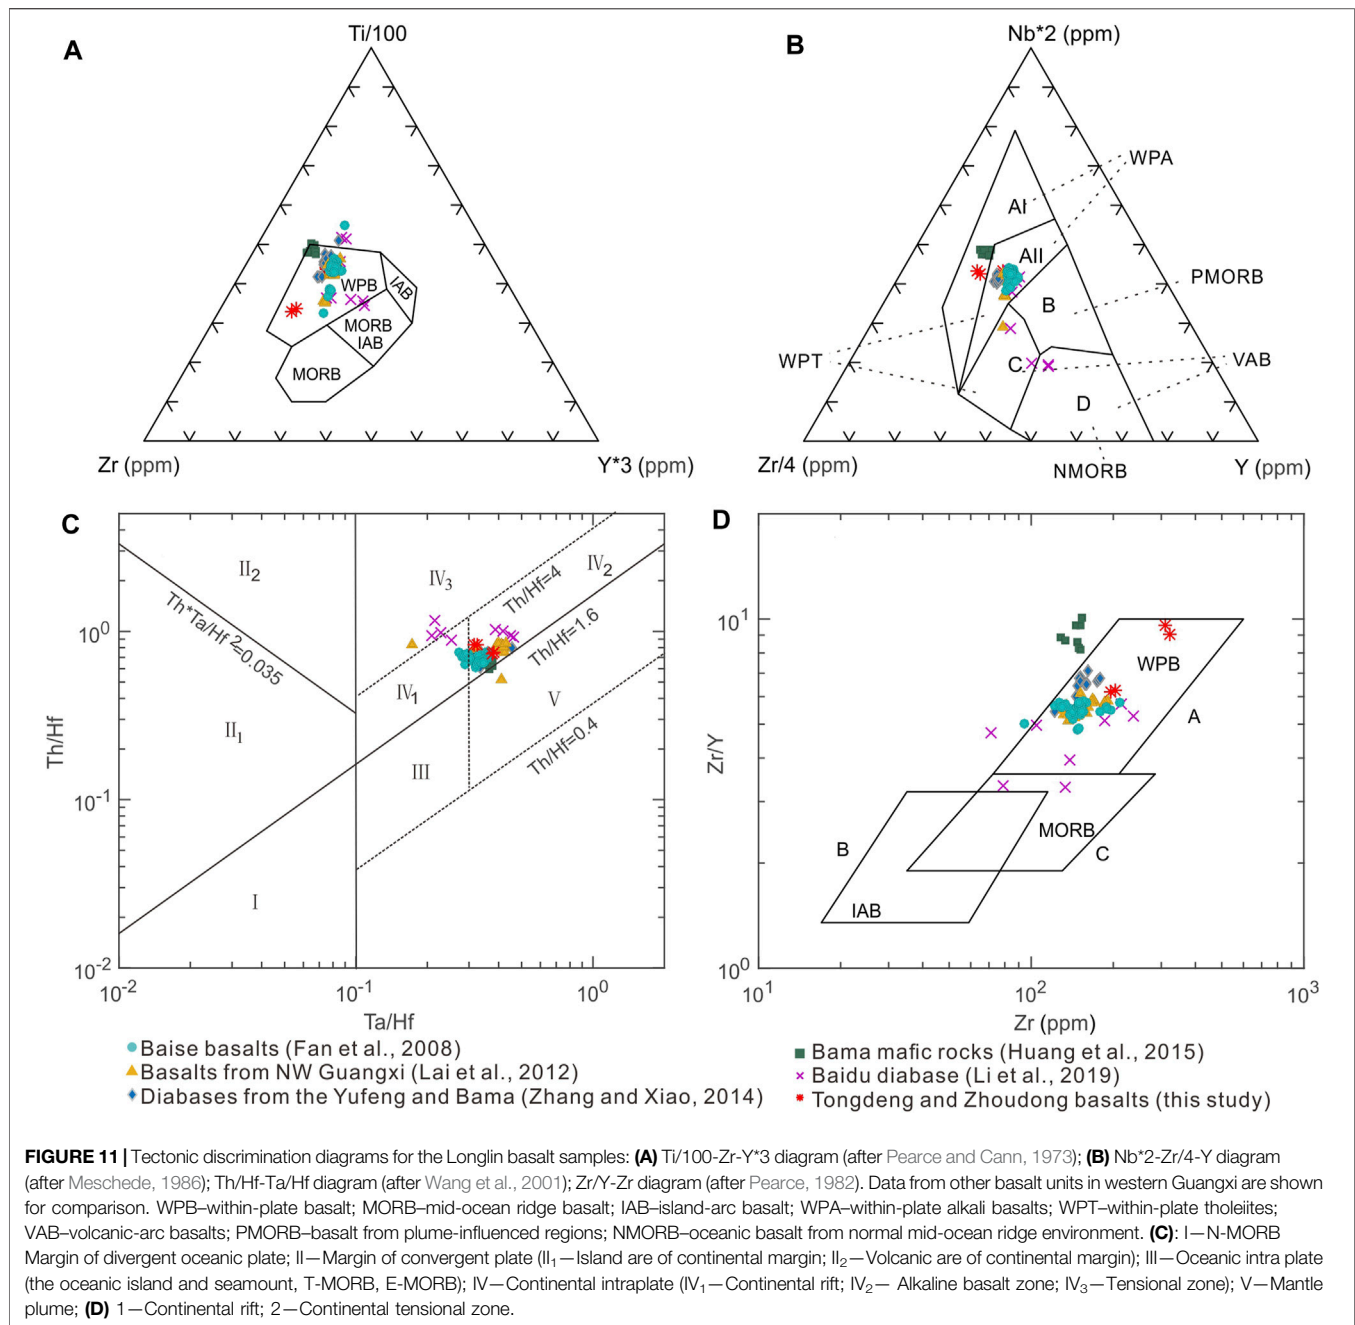 A
Ti/100
WPB
IAB
MORB
IAB
MORB
Zr (ppm)
Y*3 (ppm)
B
Nb*2 (ppm)
WPA
AI
AII
B
PMORB
WPT
C
VAB
D
NMORB
Zr/4 (ppm)
Y (ppm)
C
II2
IV3
IV2
Th/Hf=4
Th*Ta/Hf2=0.035
Th/Hf=1.6
IV1
V
II1
III
Th/Hf=0.4
I
10^0
10^-1
10^-2
Th/Hf
10^-2
10^-1
10^0
Ta/Hf
D
10^1
WPB
A
Zr/Y
MORB
B
C
IAB
10^0
10^1
10^2
10^3
Zr (ppm)
Baise basalts (Fan et al., 2008)
Basalts from NW Guangxi (Lai et al., 2012)
Diabases from the Yufeng and Bama (Zhang and Xiao, 2014)
Bama mafic rocks (Huang et al., 2015)
Baidu diabase (Li et al., 2019)
Tongdeng and Zhoudong basalts (this study)
FIGURE 11 | Tectonic discrimination diagrams for the Longlin basalt samples: (A) Ti/100-Zr-Y*3 diagram (after Pearce and Cann, 1973); (B) Nb*2-Zr/4-Y diagram
(after Meschede, 1986); Th/Hf-Ta/Hf diagram (after Wang et al., 2001); Zr/Y-Zr diagram (after Pearce, 1982). Data from other basalt units in western Guangxi are shown
for comparison. WPB–within-plate basalt; MORB–mid-ocean ridge basalt; IAB–island-arc basalt; WPA–within-plate alkali basalts; WPT–within-plate tholeiites;
VAB–volcanic-arc basalts; PMORB–basalt from plume-influenced regions; NMORB–oceanic basalt from normal mid-ocean ridge environment. (C): I—N-MORB
Margin of divergent oceanic plate; II—Margin of convergent plate (II1—Island are of continental margin; II2—Volcanic are of continental margin); III—Oceanic intra plate
(the oceanic island and seamount, T-MORB, E-MORB); IV—Continental intraplate (IV1—Continental rift; IV2— Alkaline basalt zone; IV3—Tensional zone); V—Mantle
plume; (D) 1—Continental rift; 2—Continental tensional zone.